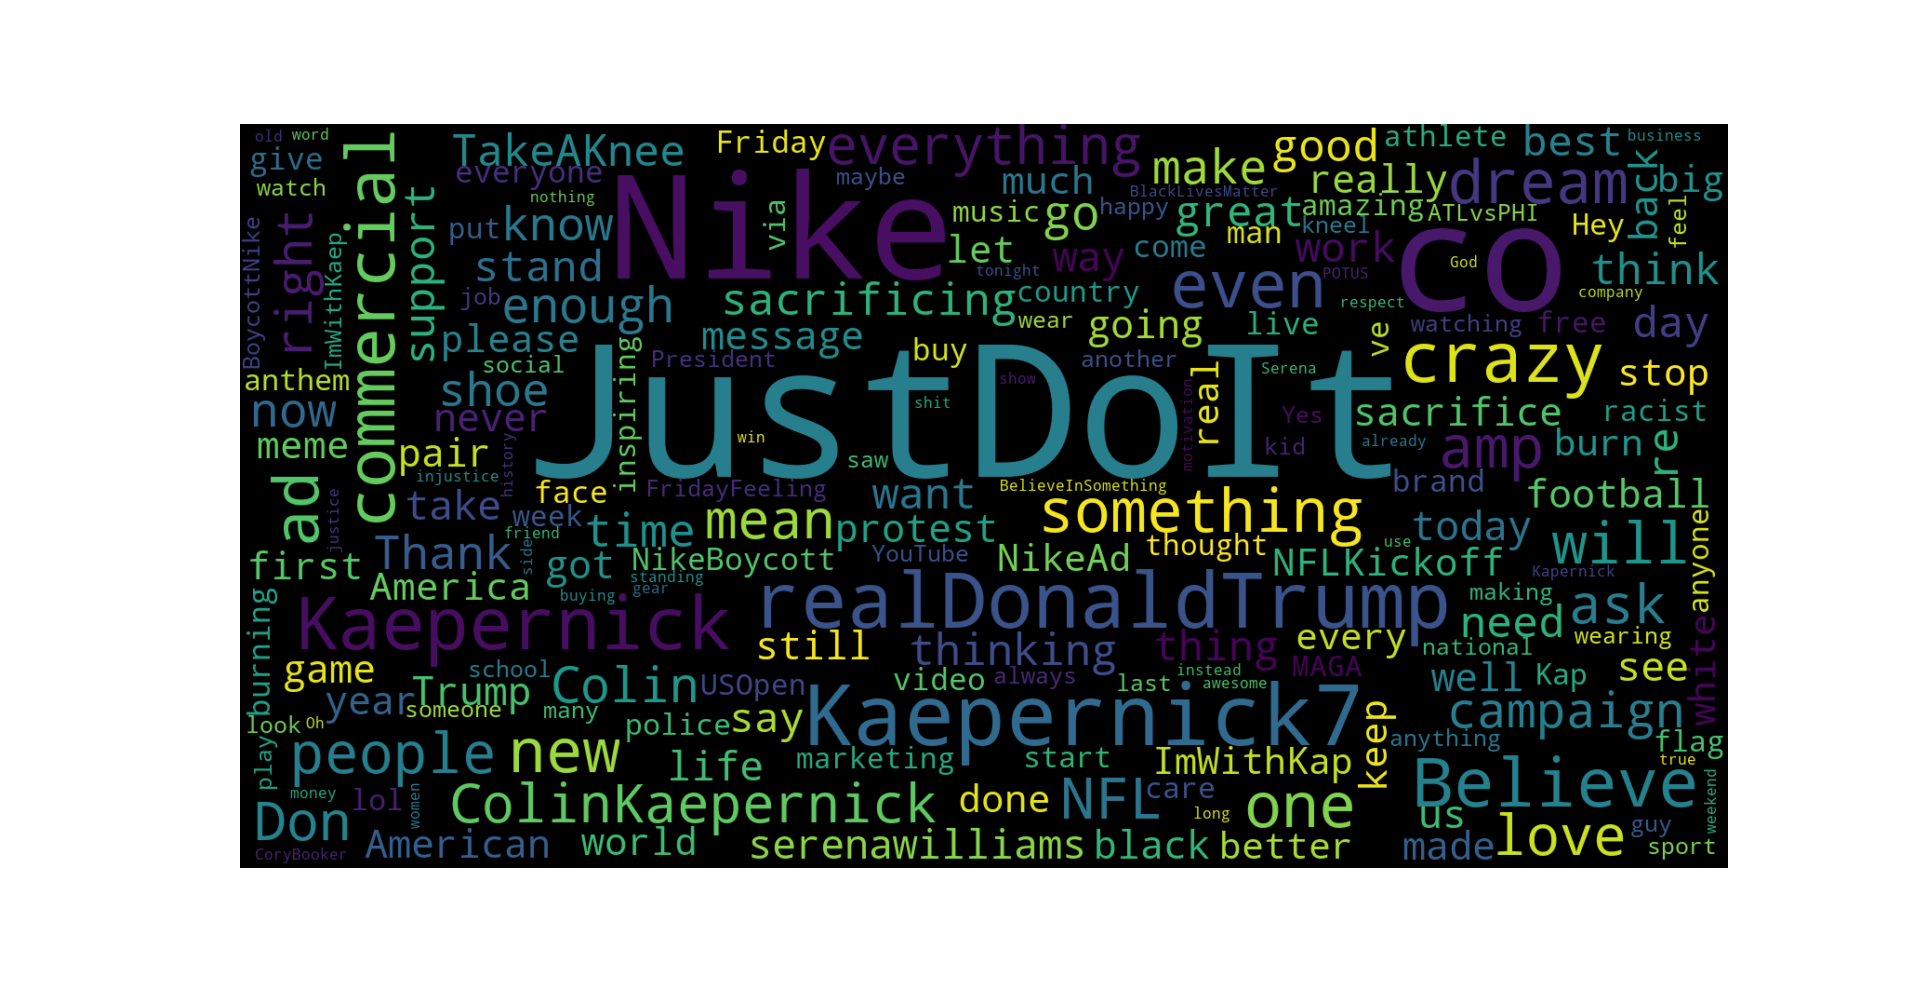 old word
give
watch
BoycottNike
right
ImWithKaep
commercial
support
TakeAKnee
everyone
put know
nothing
stand
job enough
please
Friday everything
maybe
Nike
via
much
music go
let
make
BlackLivesMatter
happy great
way come
kneel
man
good athlete best business
really dream back big
amazing ATLvsPHI Hey feel
work co
God think
POTUS
company
tonight
even
sacrificing country
respect
wear going live ve watching free day
message
buy another
President
social
anthem
now
meme
shoe
never
pair
inspiring
JustDoIt
show
shit
win
Serena
real
Yes
kid
motivation
crazy stop
sacrifice racist
already amp burn re
saw
injustice
history
ad
justice
take
face
week
FridayFeeling
want
BelieveInSomething
something
brand
football
time mean protest
thought
today will anyone
friend
side
Thank
got NikeBoycott YouTube NikeAd
use
NFLKickoff
Kapernick
first
America
standing
gear
buying
making
ask
burning
Kaepernick realDonaldTrump need wearing
still thinking thing every national white
game
school
Colin USOpen video always last
instead
awesome
MAGA
well Kap see
year Trump
someone many
look Oh
police say Kaepernick7 keep campaign
anything flag
true
play
people new life marketing start ImWithKap
Believe
money
lol
women
ColinKaepernick done NFL care
long
one us
guy
weekend
Don
CoryBooker
American world serenawilliams black better made love sport